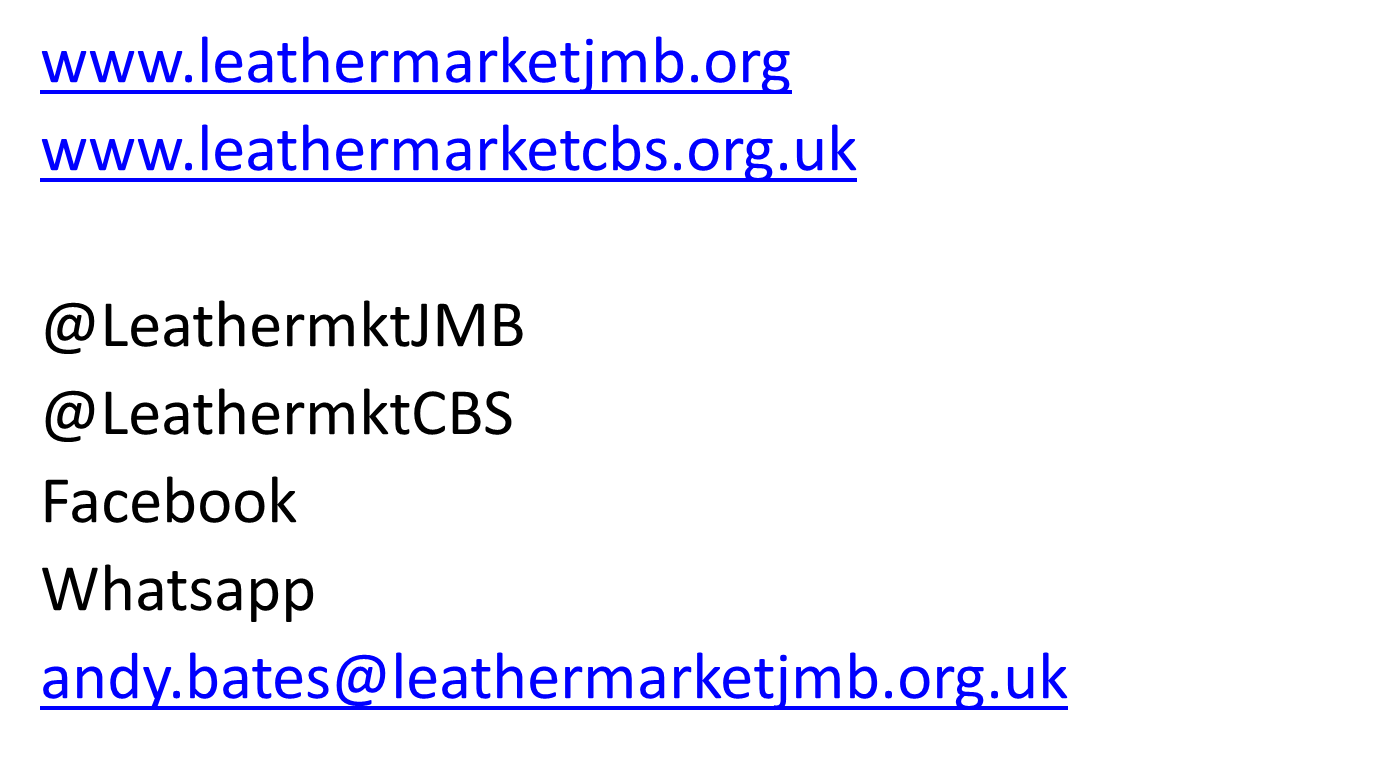 www.leathermarketjmb.org
www.leathermarketcbs.org.uk
@LeathermktJMB
@LeathermktCBS
Facebook
Whatsapp
andy.bates@leathermarketjmb.org.uk